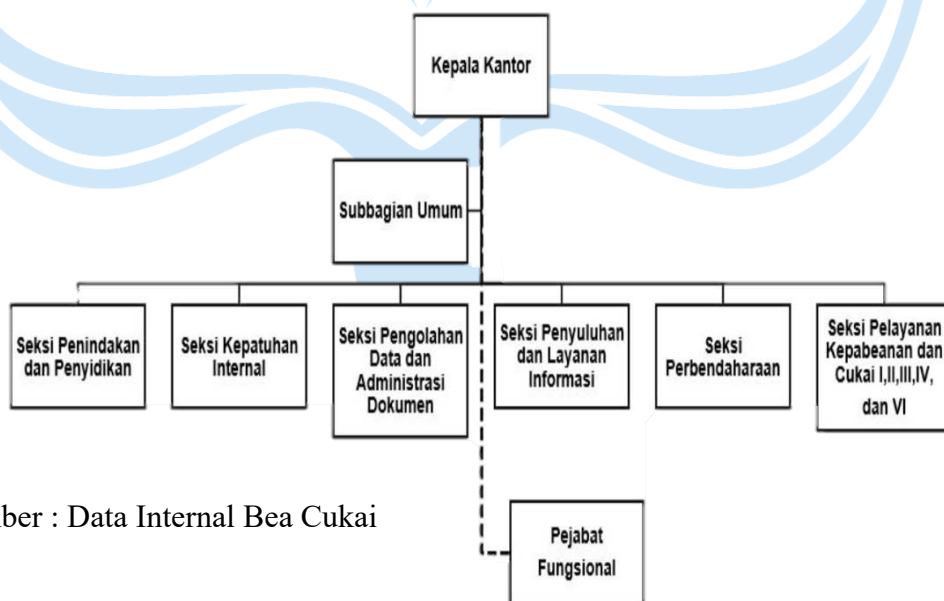 Kepala Kantor
Subbagian Umum
Seksi Penindakan
dan Penyidikan
Seksi Kepatuhan
Internal
Seksi Pengolahan
Data dan
Administrasi
Dokumen
Seksi Penyuluhan
dan Layanan
Informasi
Seksi
Perbendaharaan
Seksi Pelayanan
Kepabeanan dan
Cukai I,II,III,IV,
dan VI
: Data Internal Bea Cukai
Pejabat
Fungsional